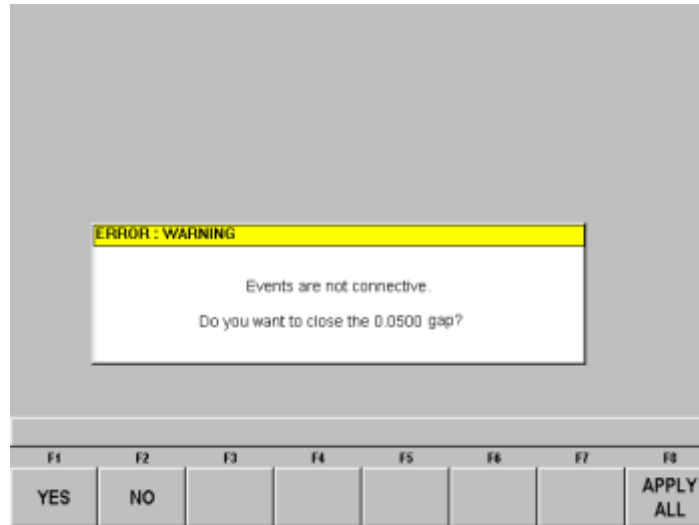 ERROR : WARNING
Events are not connective.
Do you want to close the 0.0500 gap?
F1 F2 F3 F4 F5 F6 F7 F8
YES NO APPLY
ALL